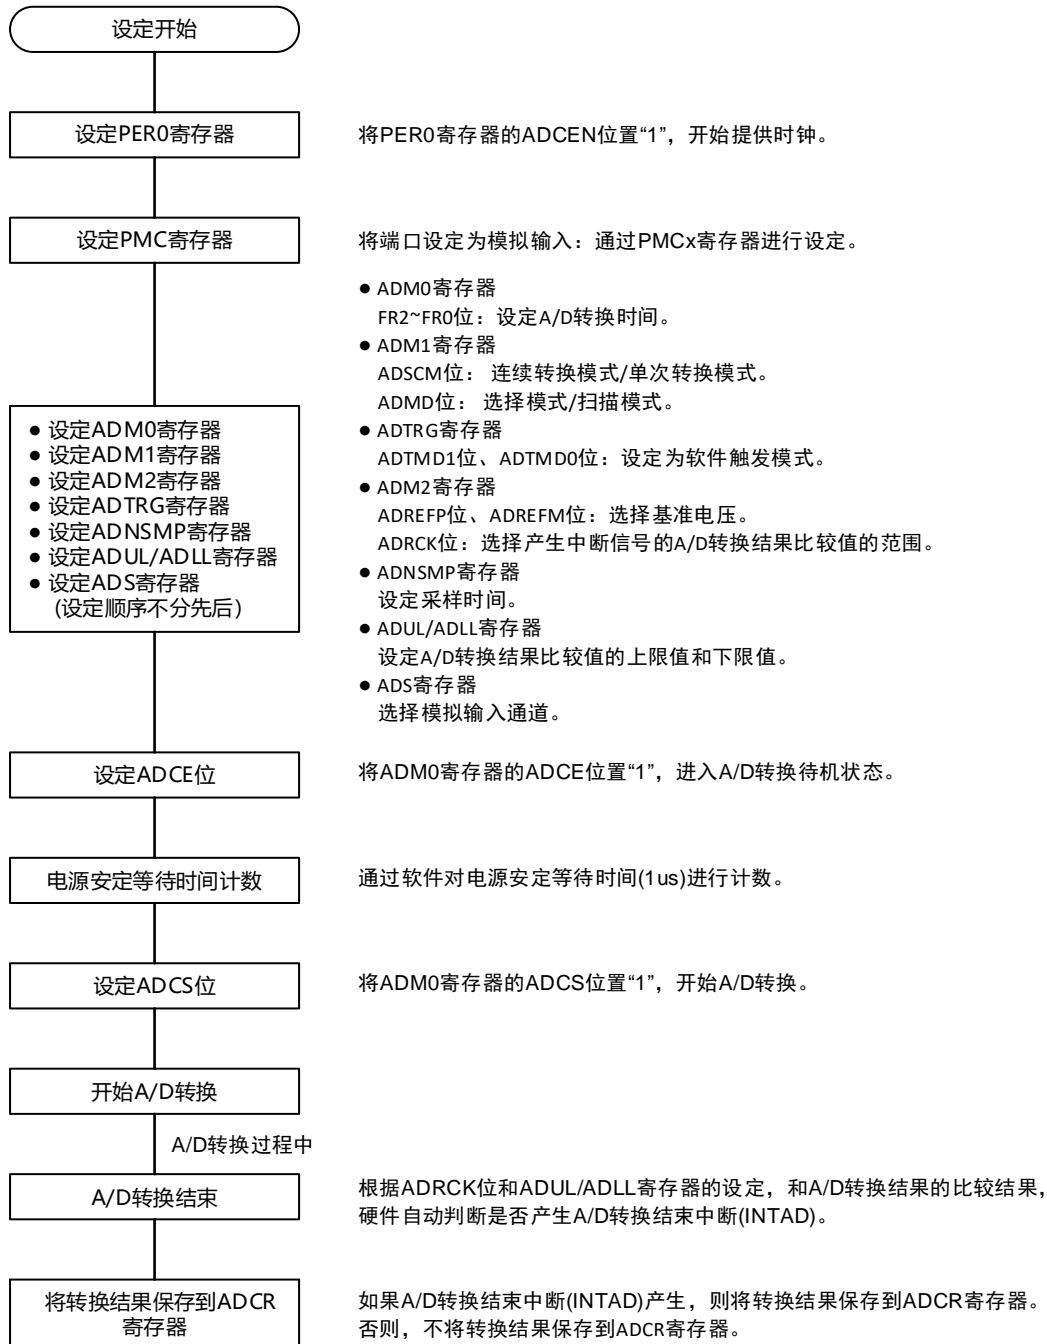 设定开始
设定PER0寄存器
将PER0寄存器的ADCEN位置“1”，开始提供时钟。
设定PMC寄存器
将端口设定为模拟输入：通过PMCx寄存器进行设定。
● 设定ADM0寄存器
● 设定ADM1寄存器
● 设定ADM2寄存器
● 设定ADTRG寄存器
● 设定ADNSMP寄存器
● 设定ADUL/ADLL寄存器
● 设定ADS寄存器
(设定顺序不分先后)
● ADM0寄存器
FR2~FR0位：设定A/D转换时间。
● ADM1寄存器
ADSCM位： 连续转换模式/单次转换模式。
ADMD位： 选择模式/扫描模式。
● ADTRG寄存器
ADTMD1位、ADTMD0位：设定为软件触发模式。
● ADM2寄存器
ADREFP位、ADREFM位：选择基准电压。
ADRCK位：选择产生中断信号的A/D转换结果比较值的范围。
● ADNSMP寄存器
设定采样时间。
● ADUL/ADLL寄存器
设定A/D转换结果比较值的上限值和下限值。
● ADS寄存器
选择模拟输入通道。
设定ADCE位
将ADM0寄存器的ADCE位置“1”，进入A/D转换待机状态。
电源安定等待时间计数
通过软件对电源安定等待时间(1us)进行计数。
设定ADCS位
将ADM0寄存器的ADCS位置“1”，开始A/D转换。
开始A/D转换
A/D转换过程中
A/D转换结束
根据ADRCK位和ADUL/ADLL寄存器的设定，和A/D转换结果的比较结果，
硬件自动判断是否产生A/D转换结束中断(INTAD)。
将转换结果保存到ADCR
寄存器
如果A/D转换结束中断(INTAD)产生，则将转换结果保存到ADCR寄存器。
否则，不将转换结果保存到ADCR寄存器。